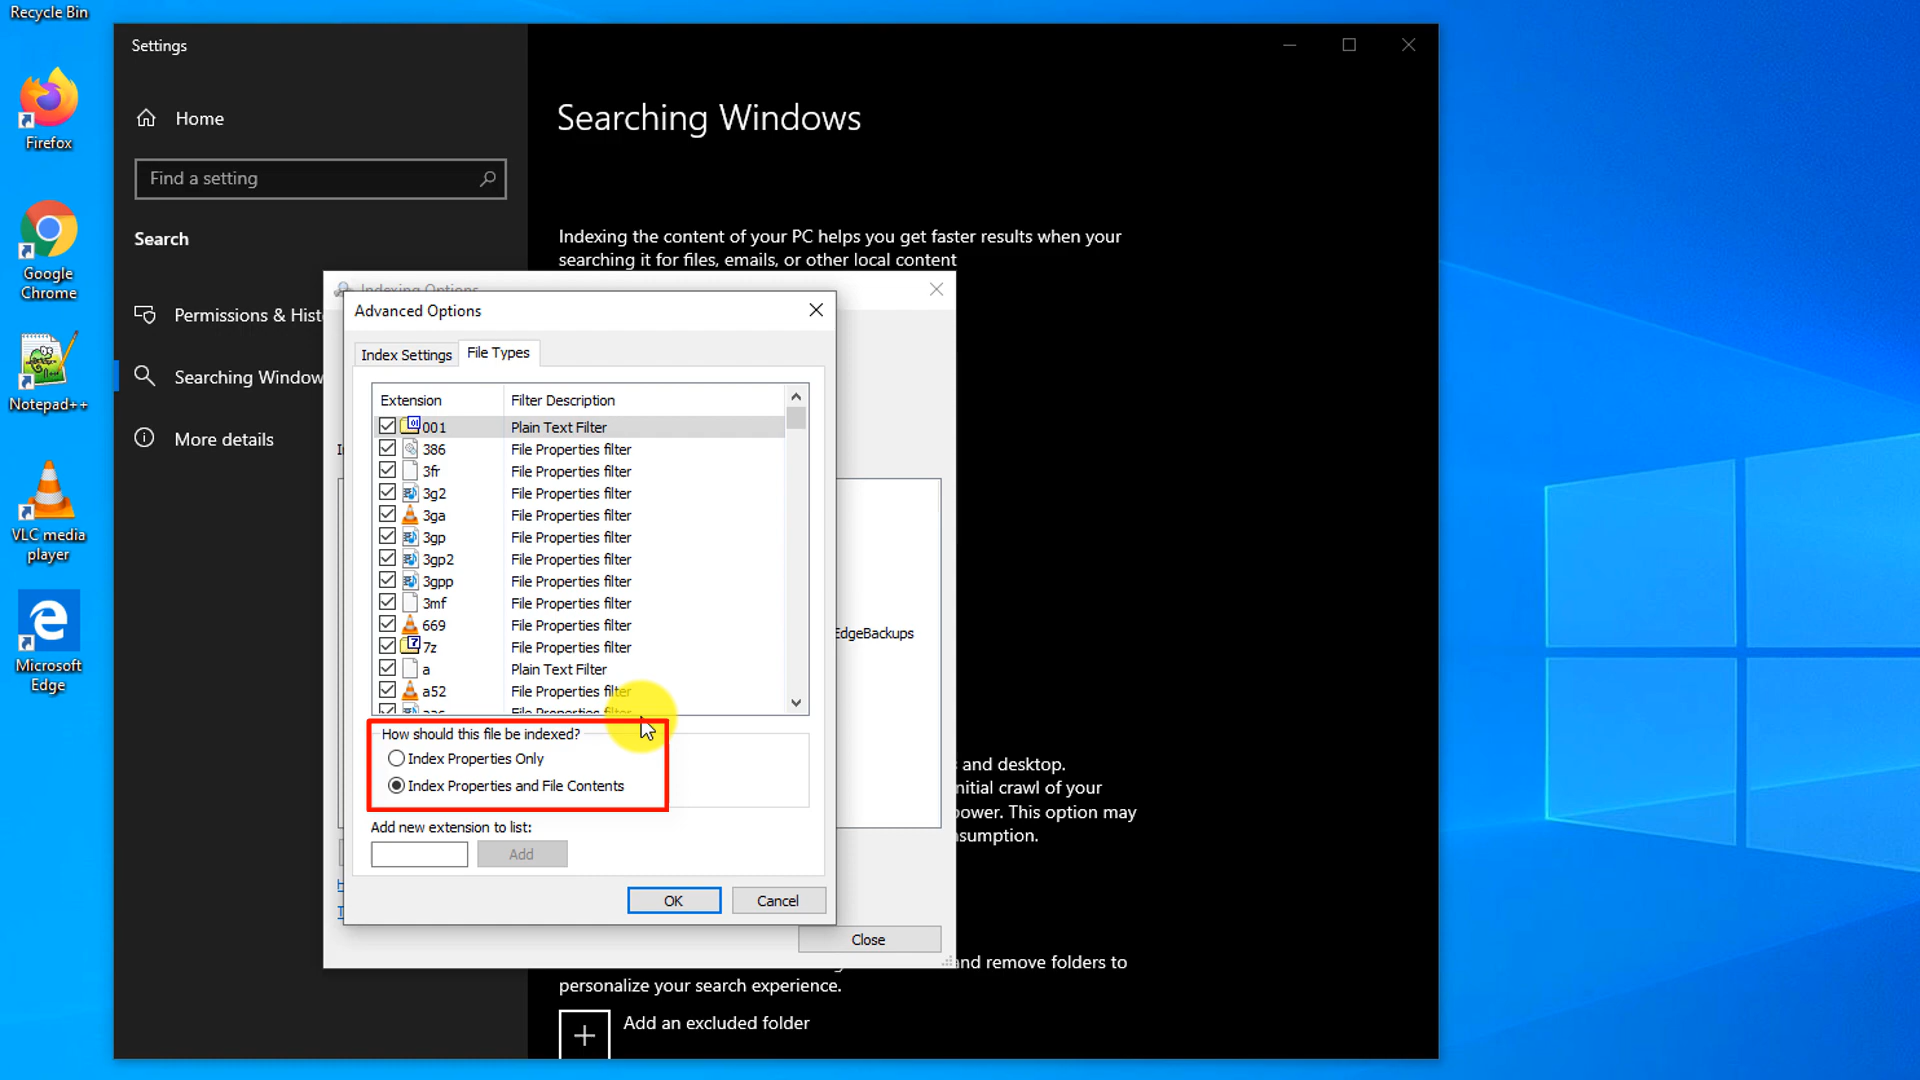 Recycle Bin
Firefox
Google
Chrome
Notepad++
VLC media
player
Microsoft
Edge
Settings
Home
Find a setting
Search
Permissions & Hist
Searching Window
More details
Searching Windows
Indexing the content of your PC helps you get faster results when your
searching it for files, emails, or other local content
Indexing Options
Advanced Options
Index Settings
File Types
Extension Filter Description
001 Plain Text Filter
386 File Properties filter
3fr File Properties filter
3g2 File Properties filter
3ga File Properties filter
3gp File Properties filter
3gp2 File Properties filter
3gpp File Properties filter
3mf File Properties filter
669 File Properties filter
7z File Properties filter
a Plain Text Filter
a52 File Properties filter
aac File Properties filter
How should this file be indexed?
Index Properties Only
Index Properties and File Contents
Add new extension to list:
Add
OK
Cancel
EdgeBackups
Close
and desktop.
nitial crawl of your
power. This option may
sumption.
and remove folders to
personalize your search experience.
Add an excluded folder